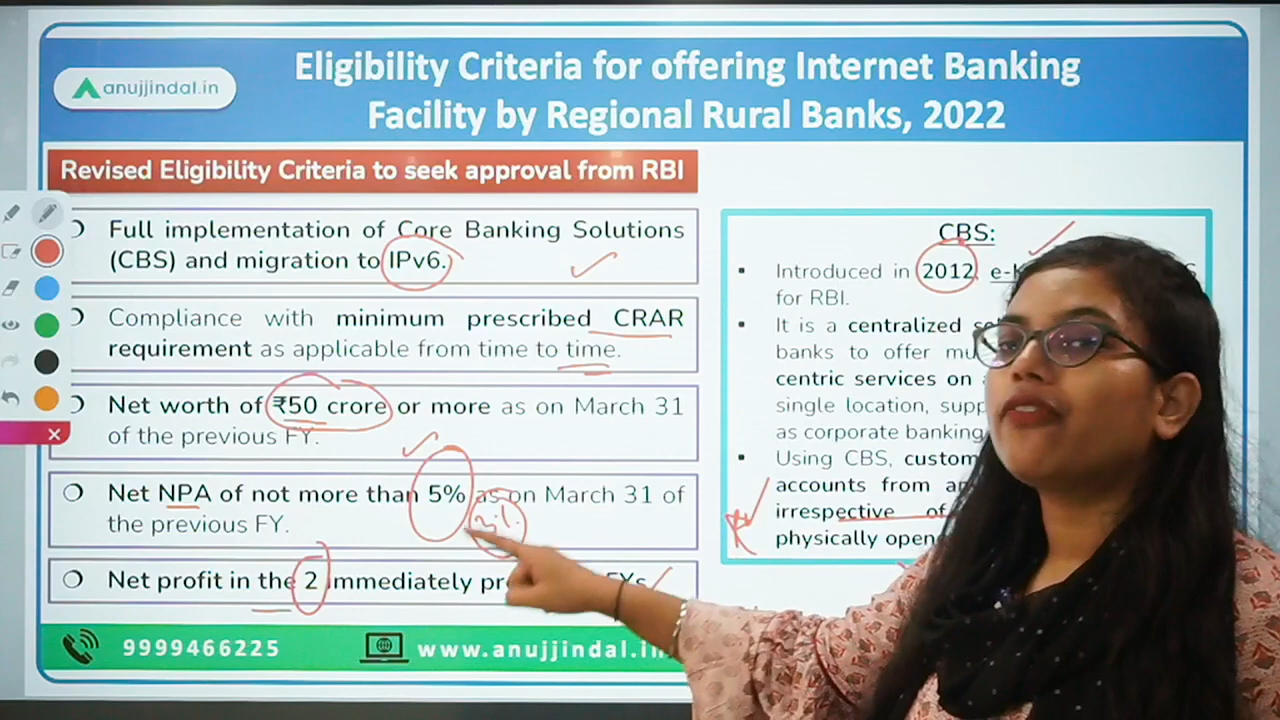 Eligibility Criteria for offering Internet Banking
Facility by Regional Rural Banks, 2022
anujjindal.in
Revised Eligibility Criteria to seek approval from RBI
Full implementation of Core Banking Solutions
(CBS) and migration to IPv6.
Compliance with minimum prescribed CRAR
requirement as applicable from time to time.
Net worth of ₹50 crore or more as on March 31
of the previous FY.
Net NPA of not more than 5% as on March 31 of
the previous FY.
Net profit in the 2 immediately FYs
CBS:
Introduced in 2012,
for RBI.
It is a centralized
banks to offer
centric services on
single location,
as corporate banking
Using CBS,
accounts from
irrespective of
physically
9999466225
www.anujjindal.in